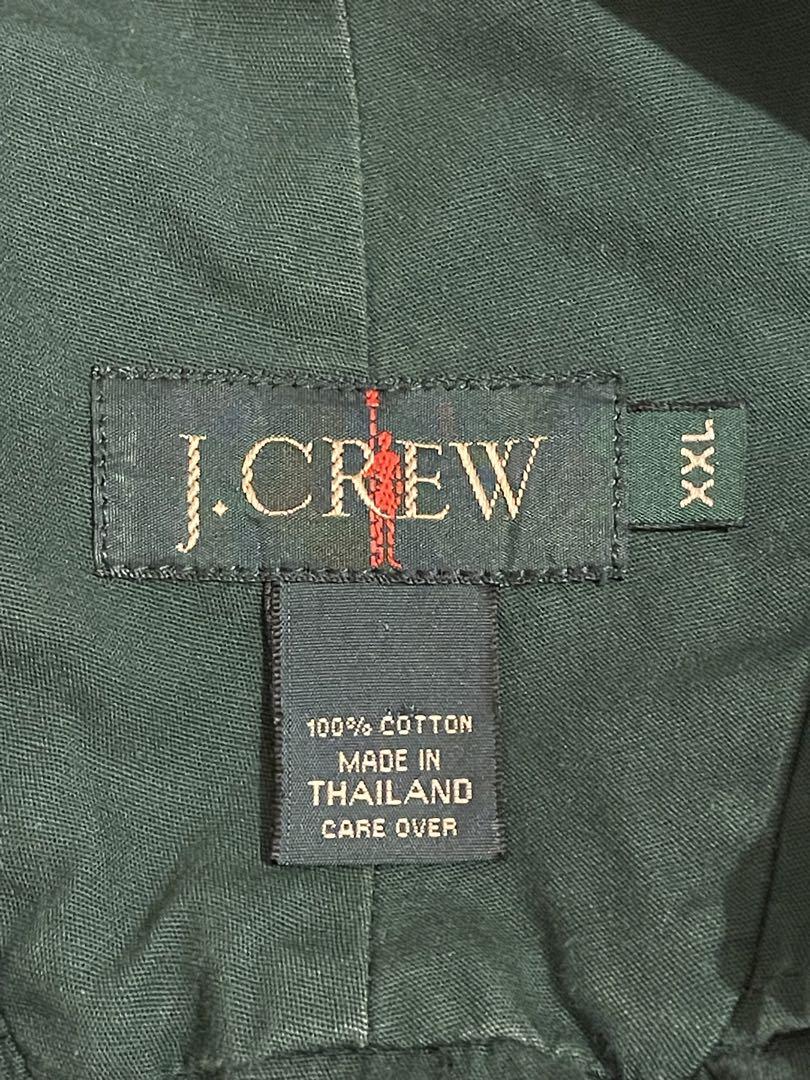 J.CREW
XXL
100% COTTON
MADE IN
THAILAND
CARE OVER